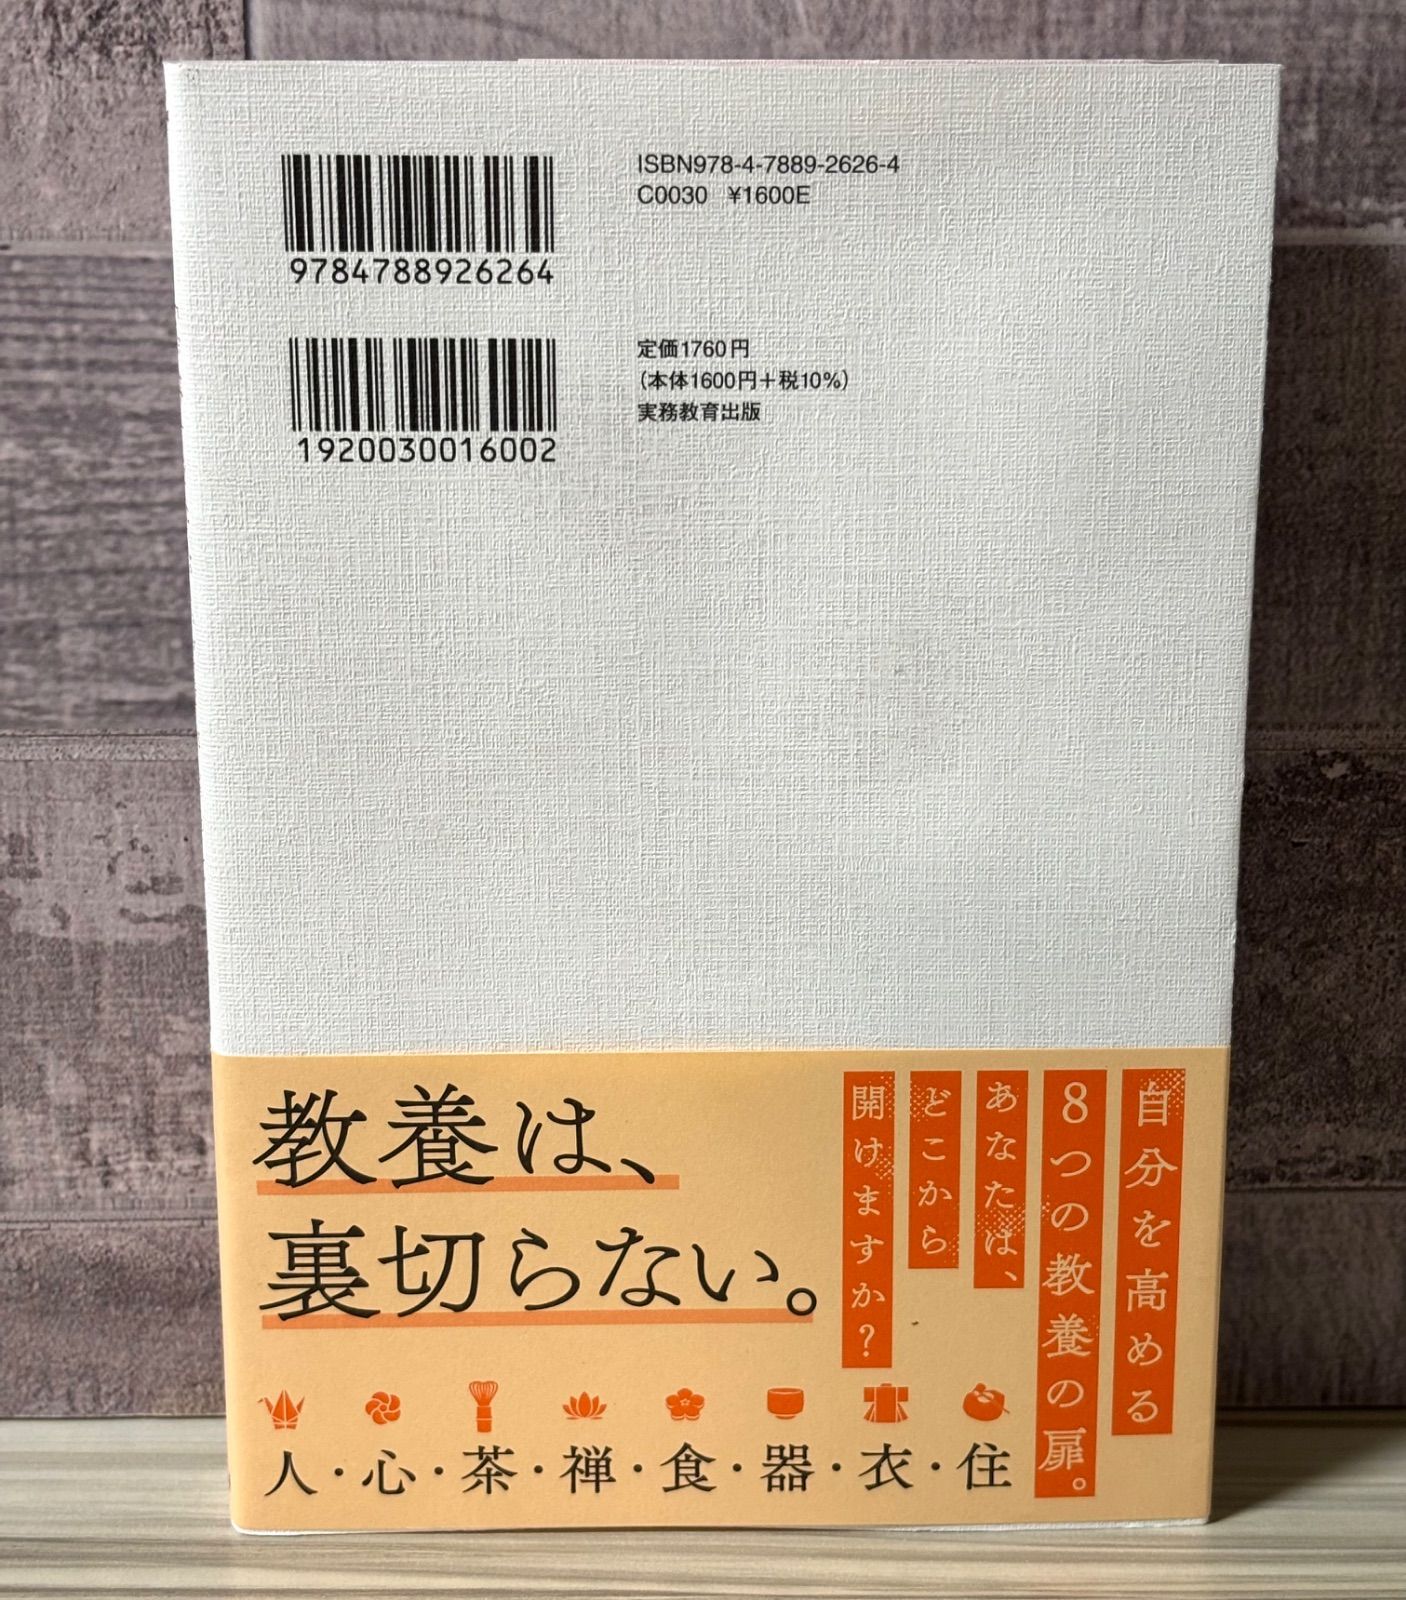 ISBN978-4-7889-2626-4
C0030 ¥1600E
9784788926264
定価1760円
(本体1600円+税10%)
実務教育出版
1920030016002
自分を高める
8つの教養の扉。
あなたは、
どこから
開けますか?
教養は、
裏切らない。
人・心・茶・禅・食・器・衣・住